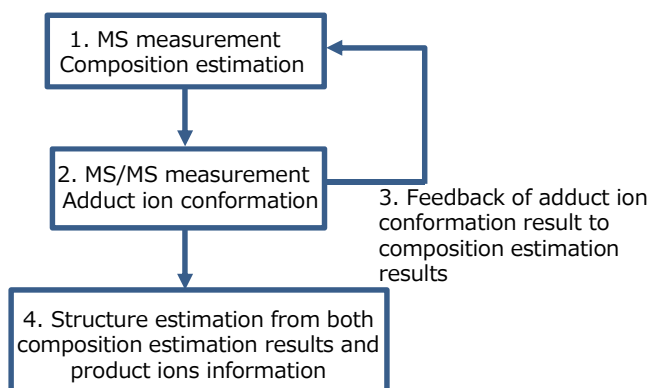 1. MS measurement
Composition estimation
2. MS/MS measurement
Adduct ion conformation
3. Feedback of adduct ion
conformation result to
composition estimation
results
4. Structure estimation from both
composition estimation results and
product ions information